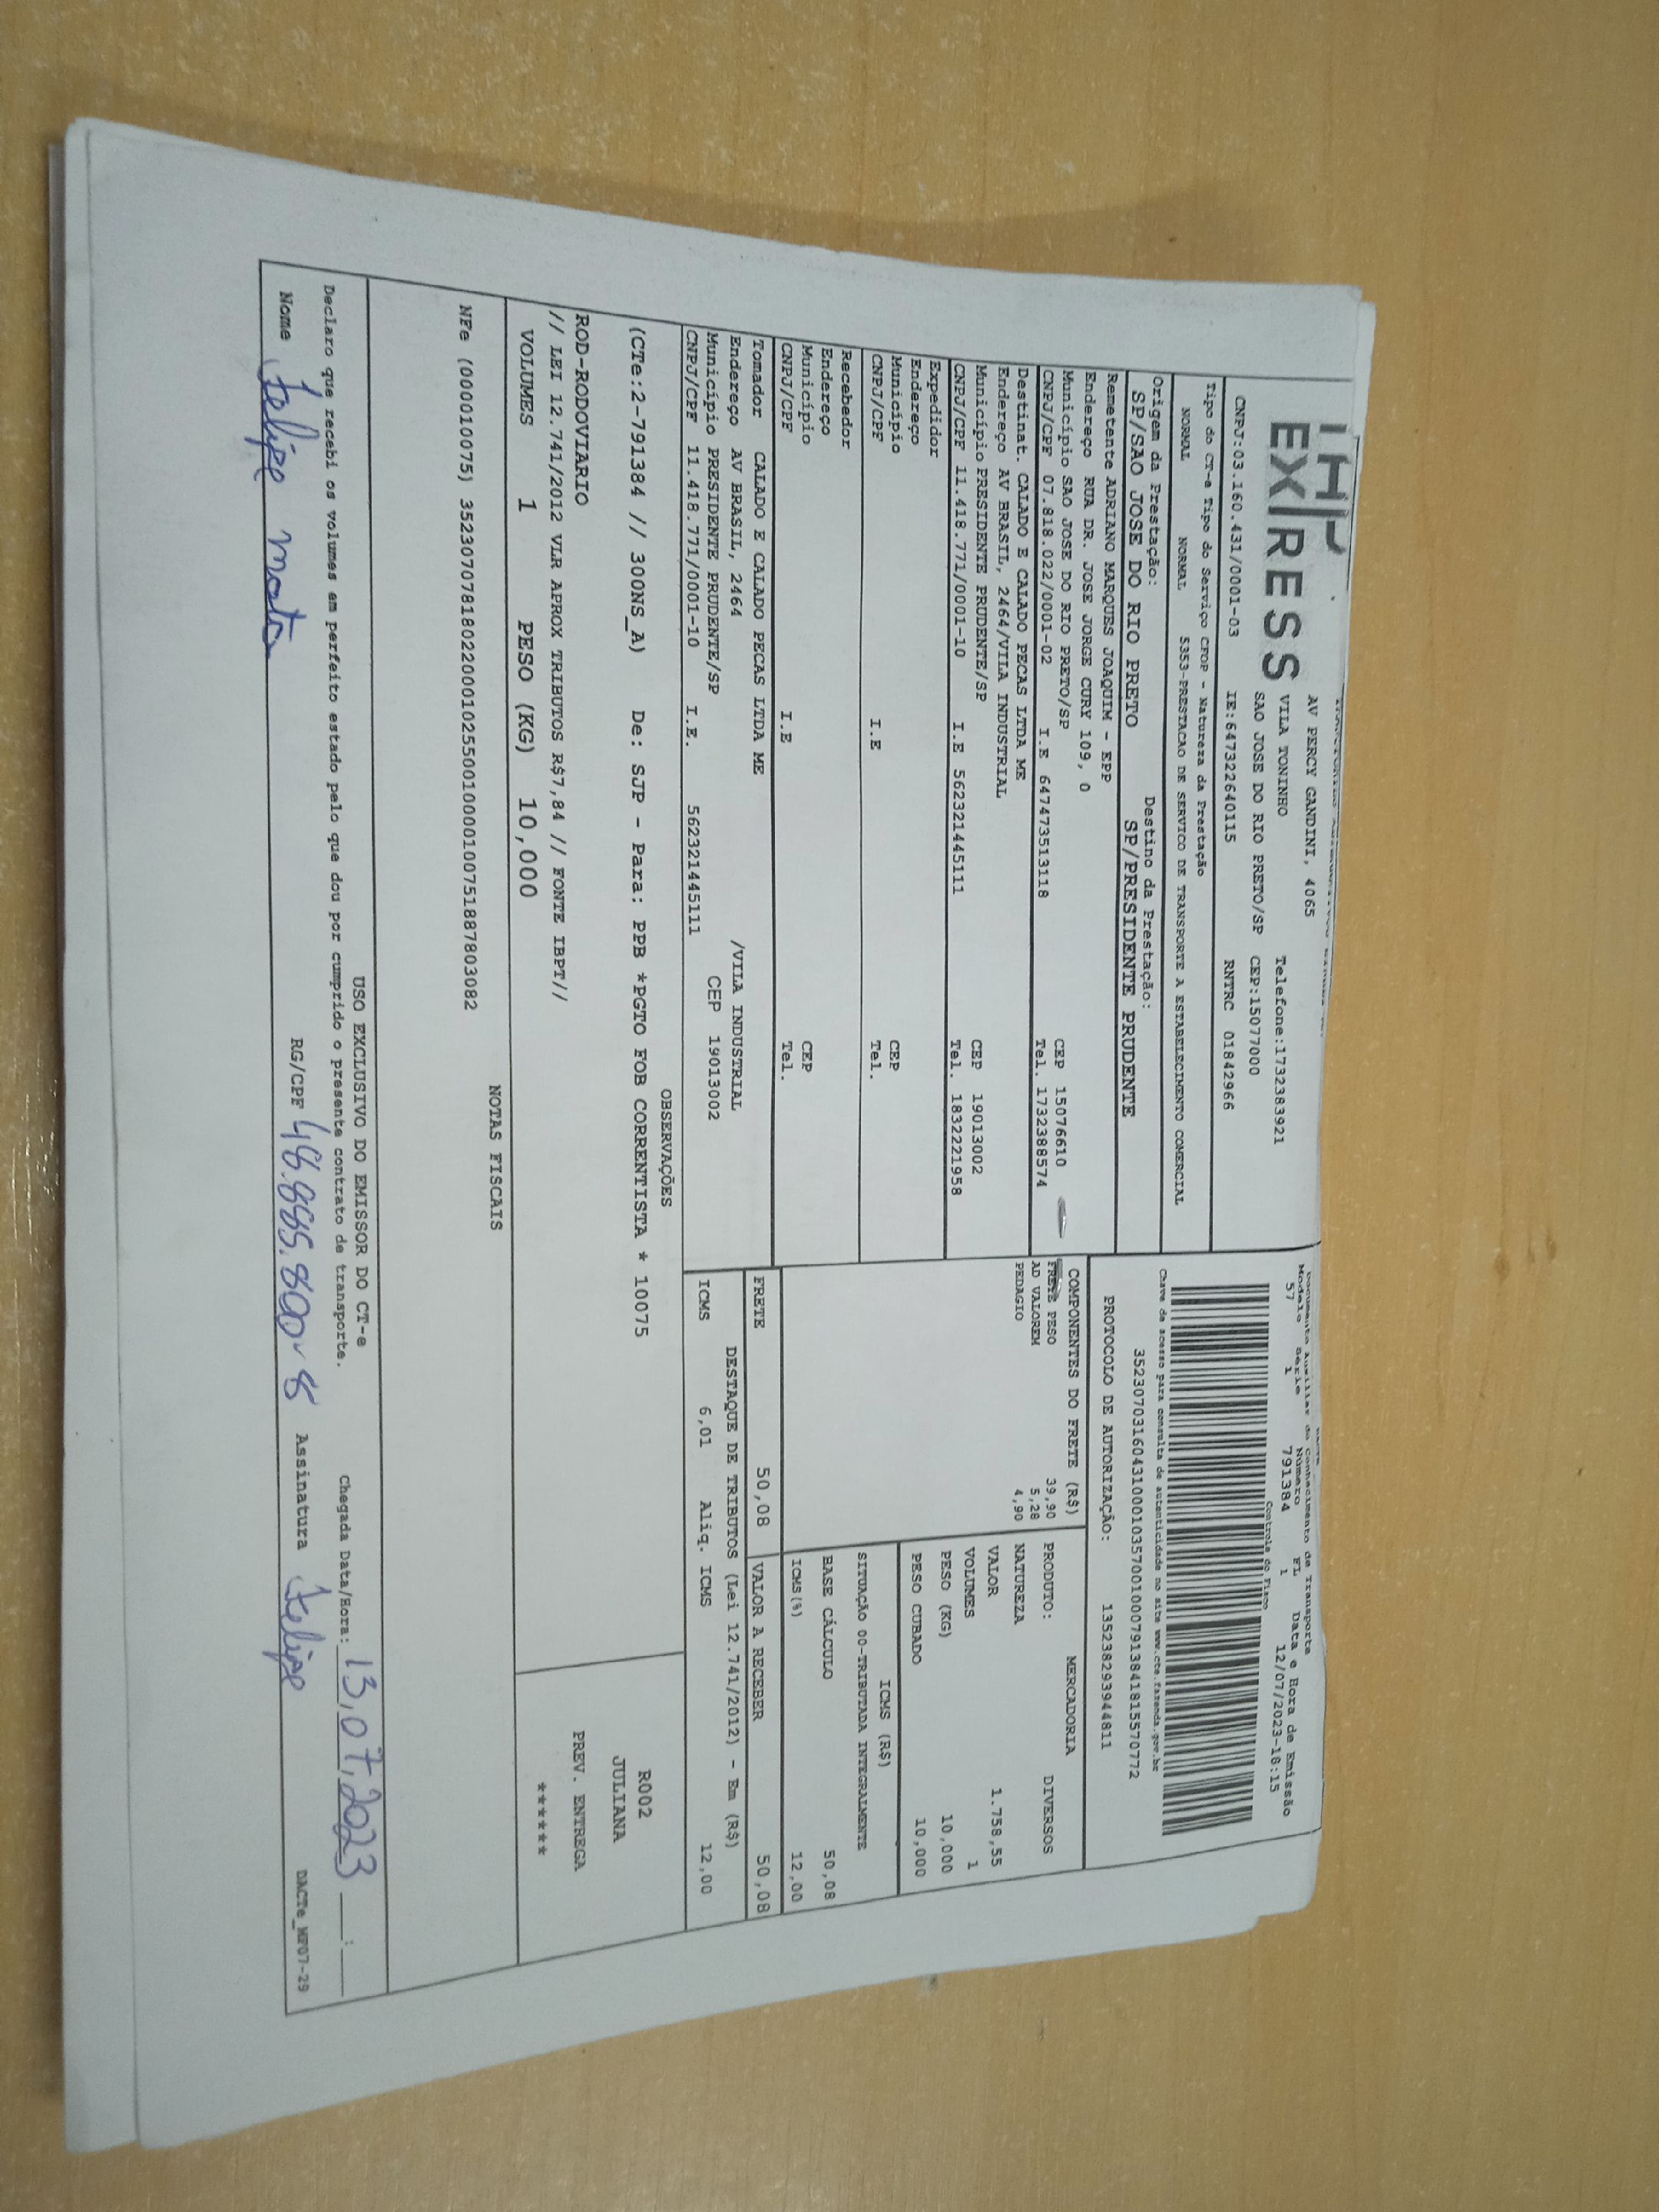 EX/RESS
AV PERCY GANDINI, 4065
VILA TONINHO Telefone:1732383921
SAO JOSE DO RIO PRETO/SP CEP:15077000
CNPJ:03.160.431/0001-03 IE:647322640115 RNTRC 01842966
Documento Auxiliar do Conhecimento de Transporte
Modelo Série Número FL Data e Hora de Emissão
57 1 791384 1 12/07/2023-18:15
Controle do Fisco
Tipo do CT-e Tipo do Serviço CFOP - Natureza da Prestação
NORMAL NORMAL 5353-PRESTACAO DE SERVICO DE TRANSPORTE A ESTABELECIMENTO COMERCIAL
Chave de acesso para consulta de autenticidade no site www.cte.fazenda.gov.br
35230703160431000103570010007913841815570772
PROTOCOLO DE AUTORIZAÇÃO: 135238293944811
Origem da Prestação: Destino da Prestação:
SP/SAO JOSE DO RIO PRETO SP/PRESIDENTE PRUDENTE
Remetente ADRIANO MARQUES JOAQUIM - EPP
Endereço RUA DR. JOSE JORGE CURY 109, 0
Município SAO JOSE DO RIO PRETO/SP CEP 15076610
CNPJ/CPF 07.818.022/0001-02 I.E 647473513118 Tel. 1732388574
Destinat. CALADO E CALADO PECAS LTDA ME
Endereço AV BRASIL, 2464/VILA INDUSTRIAL
Município PRESIDENTE PRUDENTE/SP CEP 19013002
CNPJ/CPF 11.418.771/0001-10 I.E 562321445111 Tel. 1832221958
Expedidor
Endereço
Município CEP
CNPJ/CPF I.E Tel.
Recebedor
Endereço
Município CEP
CNPJ/CPF I.E Tel.
Tomador CALADO E CALADO PECAS LTDA ME
Endereço AV BRASIL, 2464 /VILA INDUSTRIAL
Município PRESIDENTE PRUDENTE/SP CEP 19013002
CNPJ/CPF 11.418.771/0001-10 I.E. 562321445111
COMPONENTES DO FRETE (R$)
FRETE PESO 39,90
AD VALOREM 5,28
PEDAGIO 4,90
MERCADORIA
PRODUTO: DIVERSOS
NATUREZA
VALOR 1.758,55
VOLUMES 1
PESO (KG) 10,000
PESO CUBADO 10,000
ICMS (R$)
SITUAÇÃO 00-TRIBUTADA INTEGRALMENTE
BASE CÁLCULO 50,08
ICMS(%) 12,00
FRETE 50,08 VALOR A RECEBER 50,08
DESTAQUE DE TRIBUTOS (Lei 12.741/2012) - Em (R$)
ICMS 6,01 Aliq. ICMS 12,00
OBSERVAÇÕES
(CTe:2-791384 // 300NS_A) De: SJP - Para: PPB *PGTO FOB CORRENTISTA * 10075
ROD-RODOVIARIO
// LEI 12.741/2012 VLR APROX TRIBUTOS R$7,84 // FONTE IBPT//
R002
JULIANA
PREV. ENTREGA
******
VOLUMES 1 PESO (KG) 10,000
NOTAS FISCAIS
NFe (000010075) 35230707818022000102550010000100751887803082
USO EXCLUSIVO DO EMISSOR DO CT-e
Declaro que recebi os volumes em perfeito estado pelo que dou por cumprido o presente contrato de transporte. Chegada Data/Hora: 13,07,2023 __:__
Nome Felipe RG/CPF 48.885.800-8 Assinatura Felipe
DACTe_MF07-29